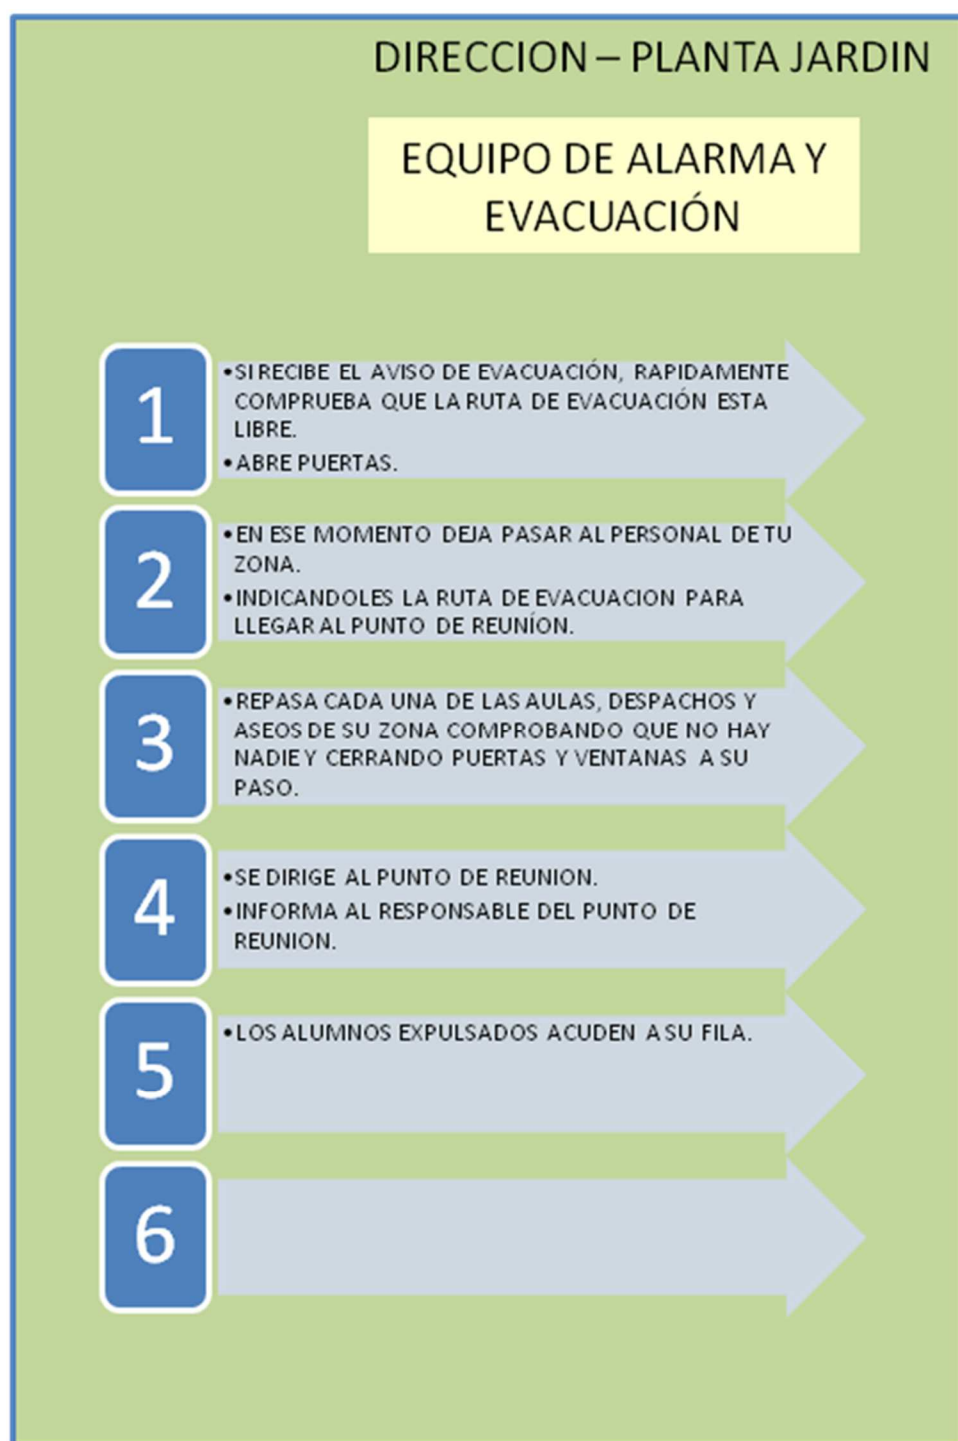 DIRECCION – PLANTA JARDIN
EQUIPO DE ALARMA Y
EVACUACIÓN
1
•SI RECIBE EL AVISO DE EVACUACIÓN, RAPIDAMENTE
COMPRUEBA QUE LA RUTA DE EVACUACIÓN ESTA
LIBRE.
•ABRE PUERTAS.
2
•EN ESE MOMENTO DEJA PASAR AL PERSONAL DE TU
ZONA.
•INDICANDOLES LA RUTA DE EVACUACION PARA
LLEGAR AL PUNTO DE REUNÍON.
3
•REPASA CADA UNA DE LAS AULAS, DESPACHOS Y
ASEOS DE SU ZONA COMPROBANDO QUE NO HAY
NADIE Y CERRANDO PUERTAS Y VENTANAS A SU
PASO.
4
•SE DIRIGE AL PUNTO DE REUNION.
•INFORMA AL RESPONSABLE DEL PUNTO DE
REUNION.
5
•LOS ALUMNOS EXPULSADOS ACUDEN A SU FILA.
6